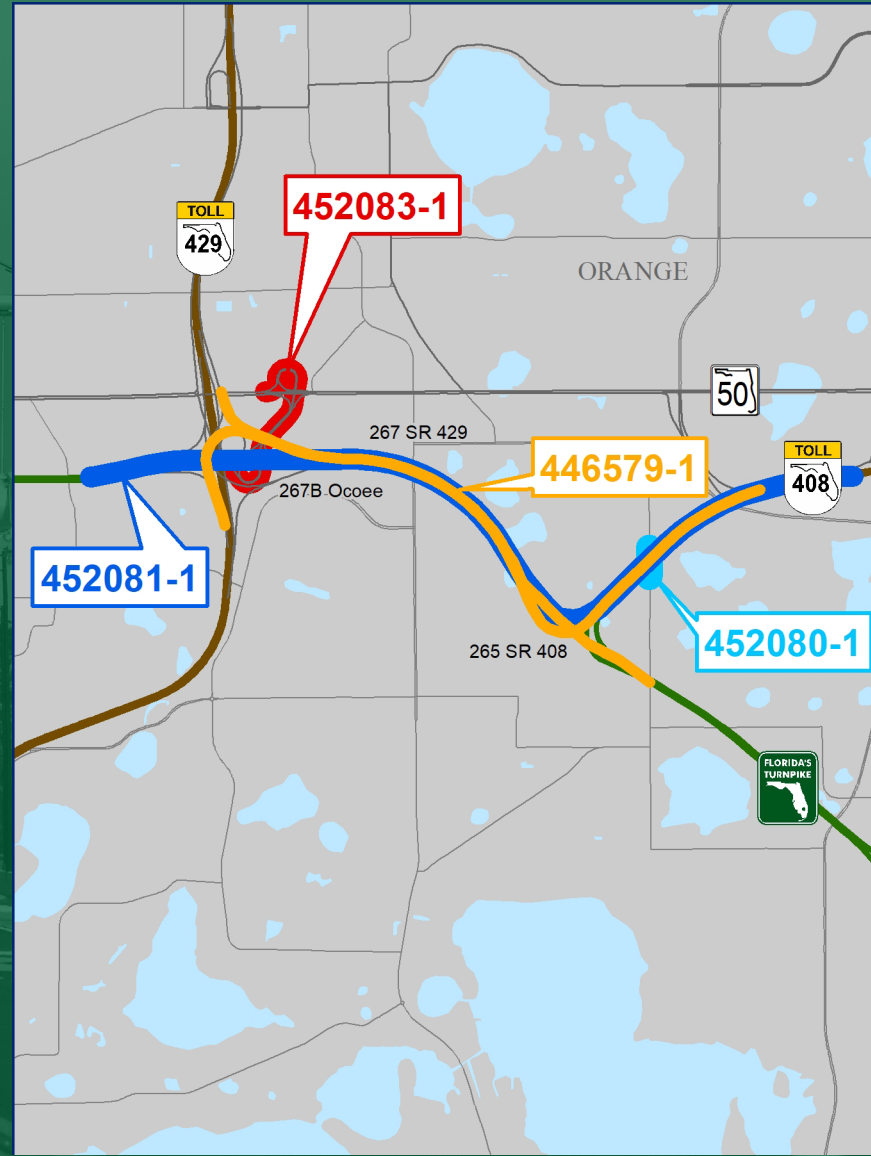 452083-1
TOLL
429
ORANGE
50
267 SR 429
446579-1
TOLL
408
267B Ocoee
452081-1
265 SR 408
452080-1
FLORIDA'S
TURNPIKE